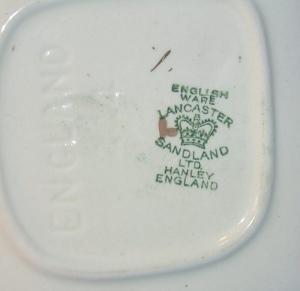 ENGLAND
ENGLISH
WARE
LANCASTER
&
SANDLAND
LTD.
HANLEY
ENGLAND